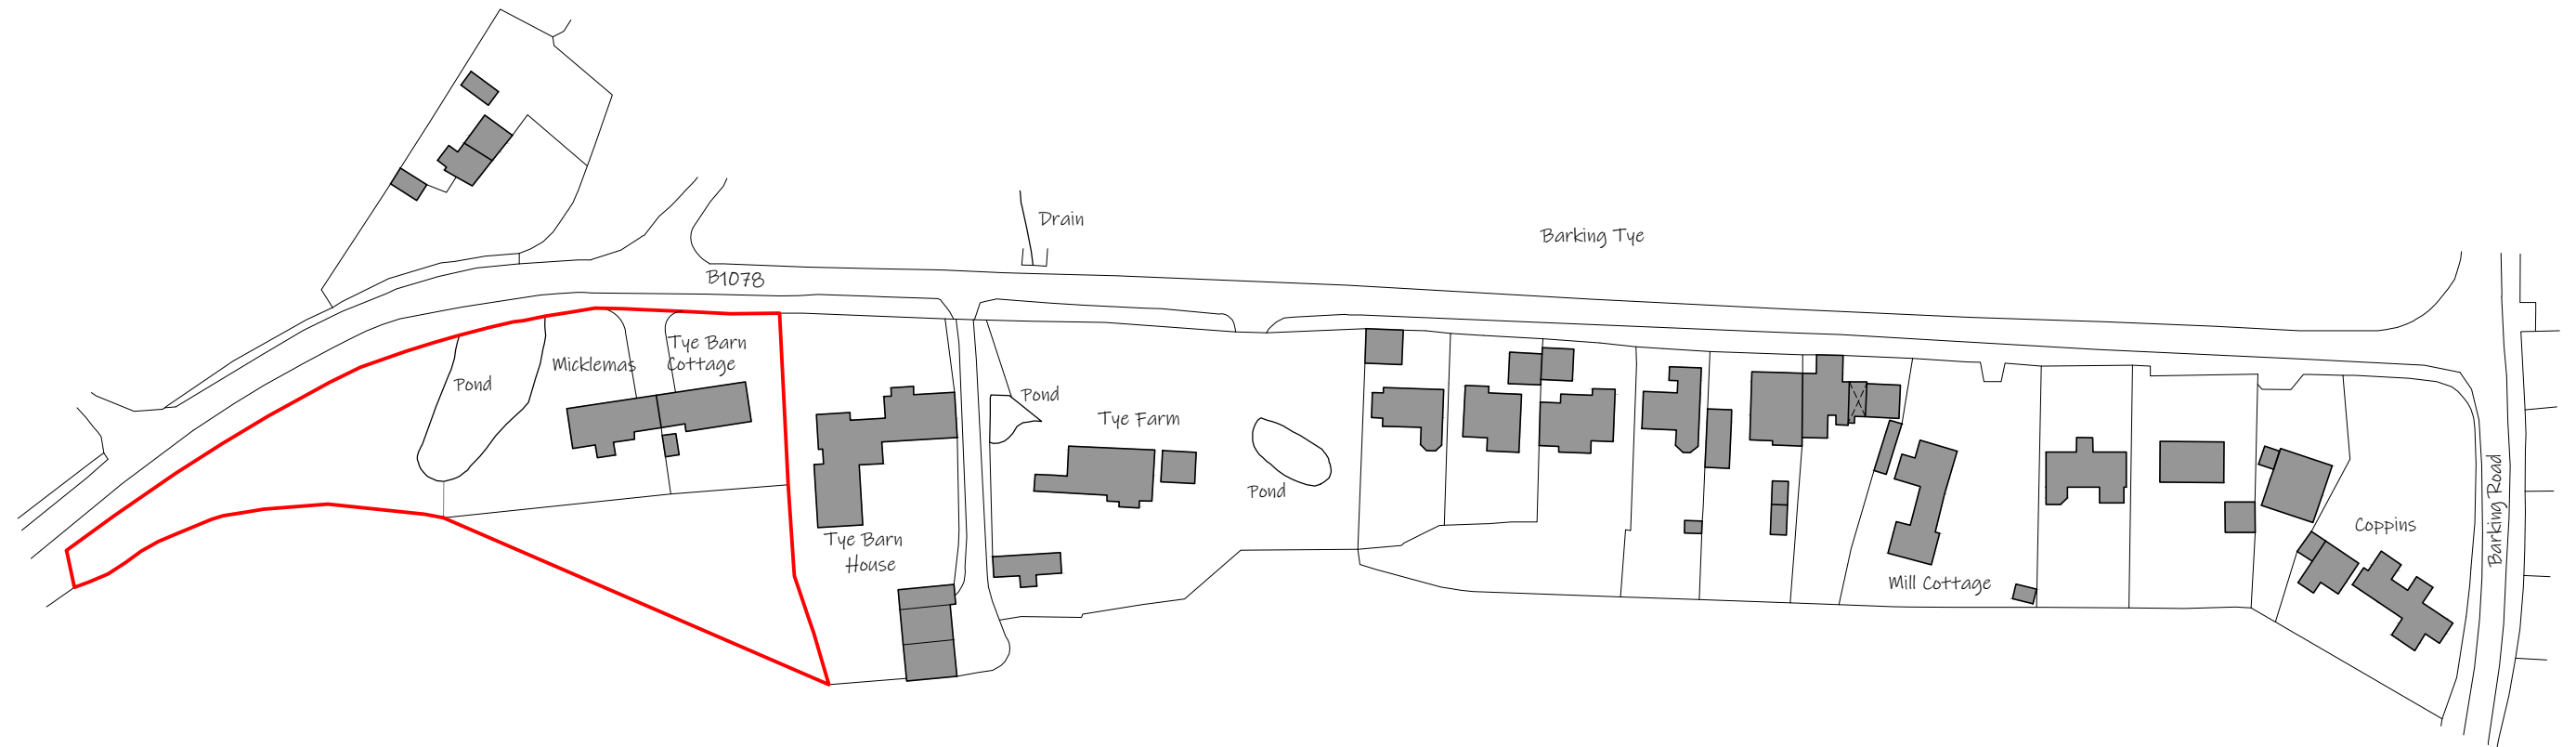 Drain
Barking Tye
B1078
Tye Barn
Cottage
Micklemas
Pond
Pond
Tye Farm
Pond
Tye Barn
House
Mill Cottage
Coppins
Barking Road